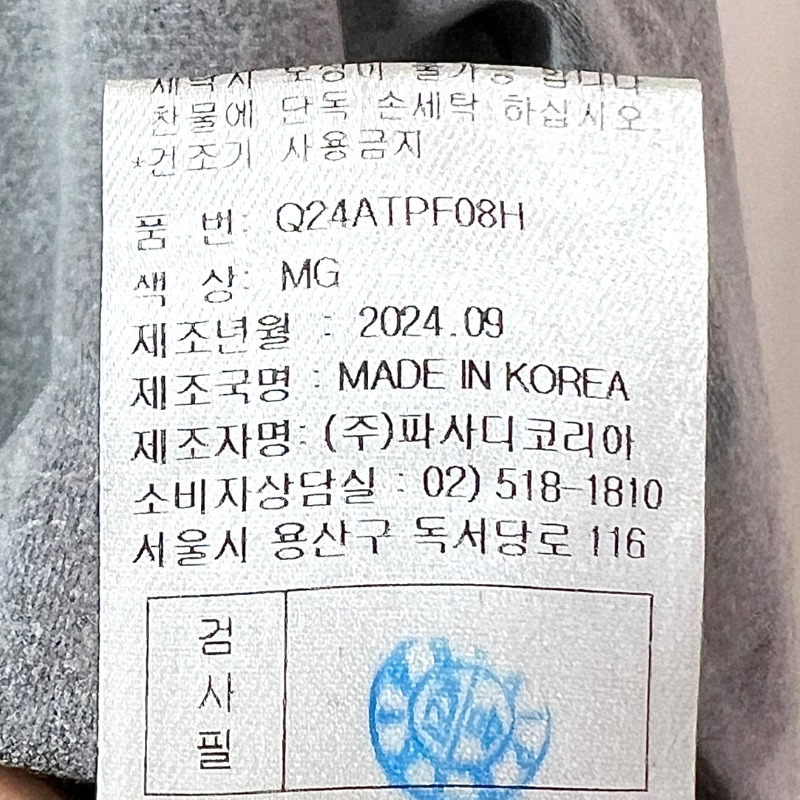 찬물에 단독 손세탁 하십시오
*건조기 사용금지
품 번: Q24ATPF08H
색 상: MG
제조년월 : 2024.09
제조국명 : MADE IN KOREA
제조자명: (주)파사디코리아
소비자상담실 : 02) 518-1810
서울시 용산구 독서당로 116
검
사
필